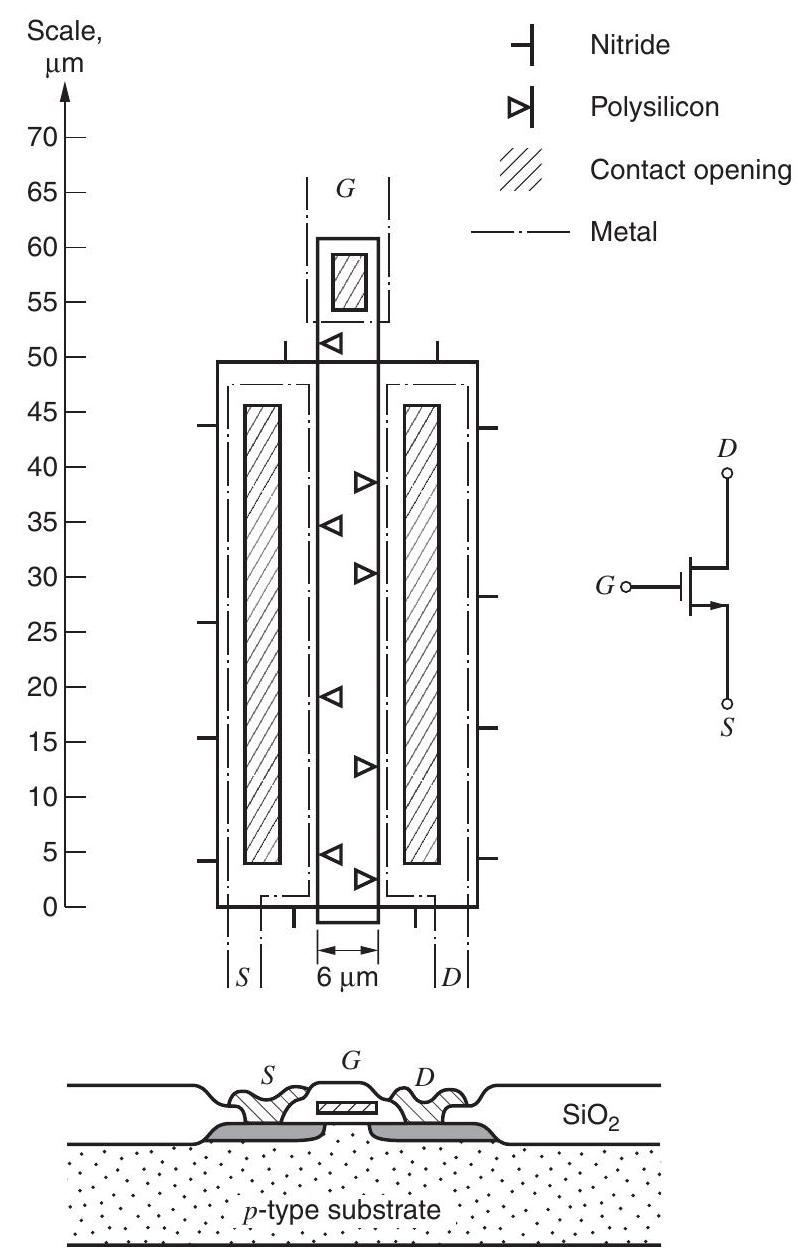 Scale,
μm
Nitride
Polysilicon
Contact opening
Metal
70
65
60
55
50
45
40
35
30
25
20
15
10
5
0
G
S
6 μm
D
D
G
S
S
G
D
SiO₂
p-type substrate